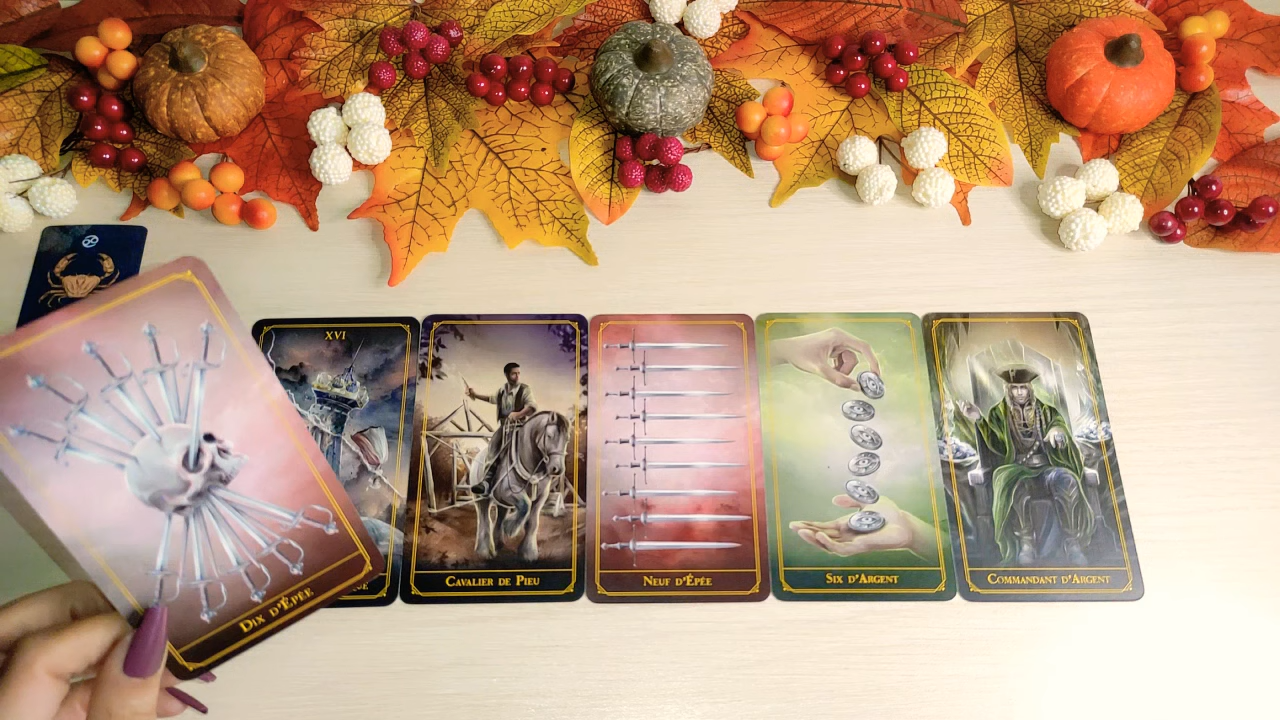 XVI
CAVALIER DE PIEU
NEUF D'ÉPÉE
SIX D'ARGENT
COMMANDANT D'ARGENT
DIX D'ÉPÉE